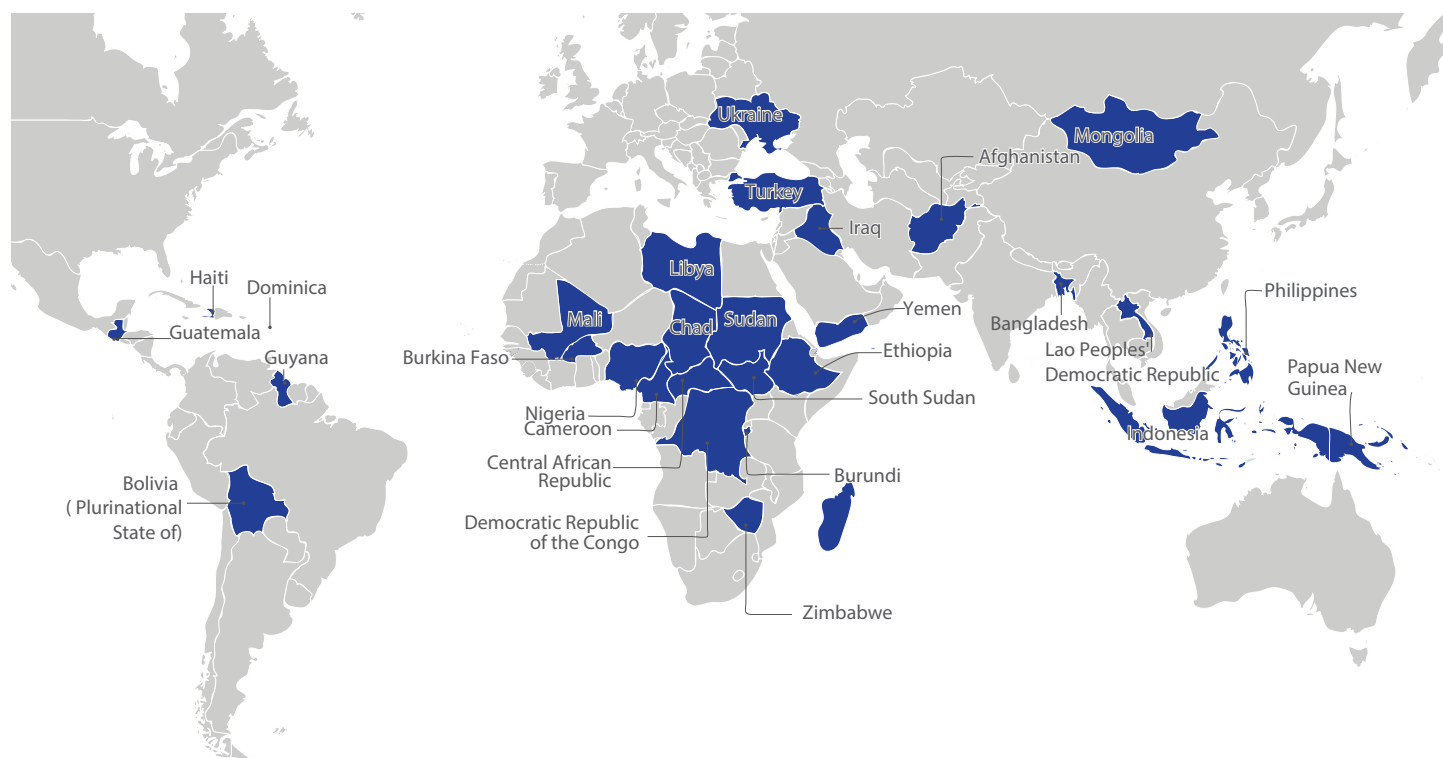 Ukraine
Mongolia
Afghanistan
Turkey
Iraq
Libya
Haiti
Dominica
Guatemala
Guyana
Mali
Chad
Sudan
Yemen
Philippines
Bangladesh
Burkina Faso
Ethiopia
Lao Peoples'
Democratic Republic
Papua New
Guinea
South Sudan
Nigeria
Cameroon
Indonesia
Central African
Republic
Burundi
Bolivia
( Plurinational
State of)
Democratic Republic
of the Congo
Zimbabwe